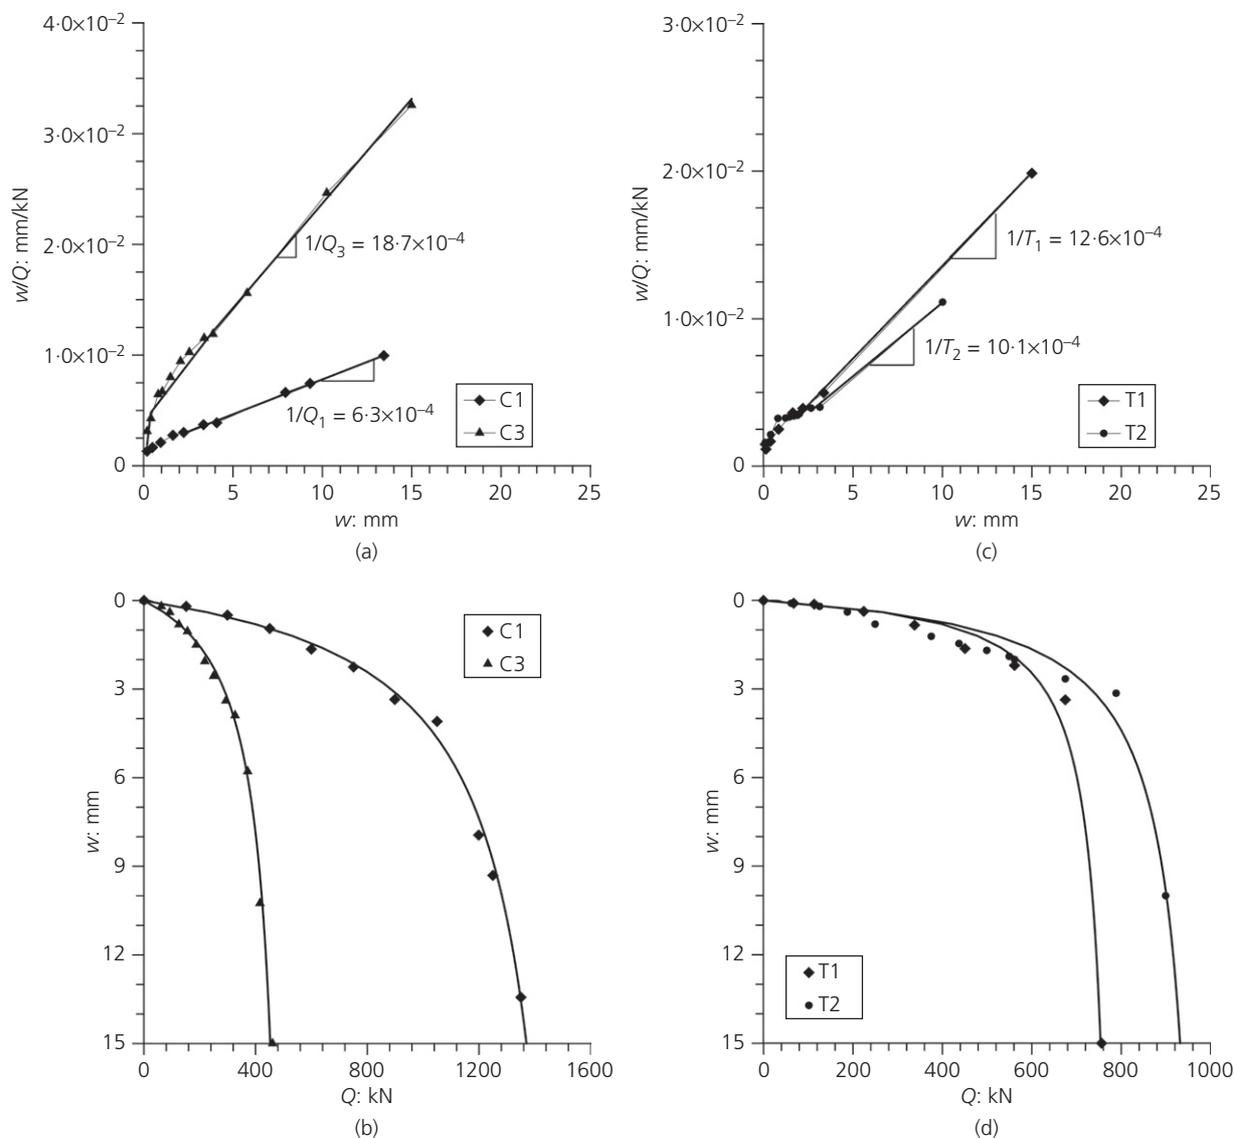 4·0×10⁻²
3·0×10⁻²
2·0×10⁻²
1·0×10⁻²
0
w/Q: mm/kN
1/Q₃ = 18·7×10⁻⁴
1/Q₁ = 6·3×10⁻⁴
C1
C3
0 5 10 15 20 25
w: mm
(a)
3·0×10⁻²
2·0×10⁻²
1·0×10⁻²
0
w/Q: mm/kN
1/T₁ = 12·6×10⁻⁴
1/T₂ = 10·1×10⁻⁴
T1
T2
0 5 10 15 20 25
w: mm
(c)
0
3
6
9
12
15
w: mm
C1
C3
0 400 800 1200 1600
Q: kN
(b)
0
3
6
9
12
15
w: mm
T1
T2
0 200 400 600 800 1000
Q: kN
(d)